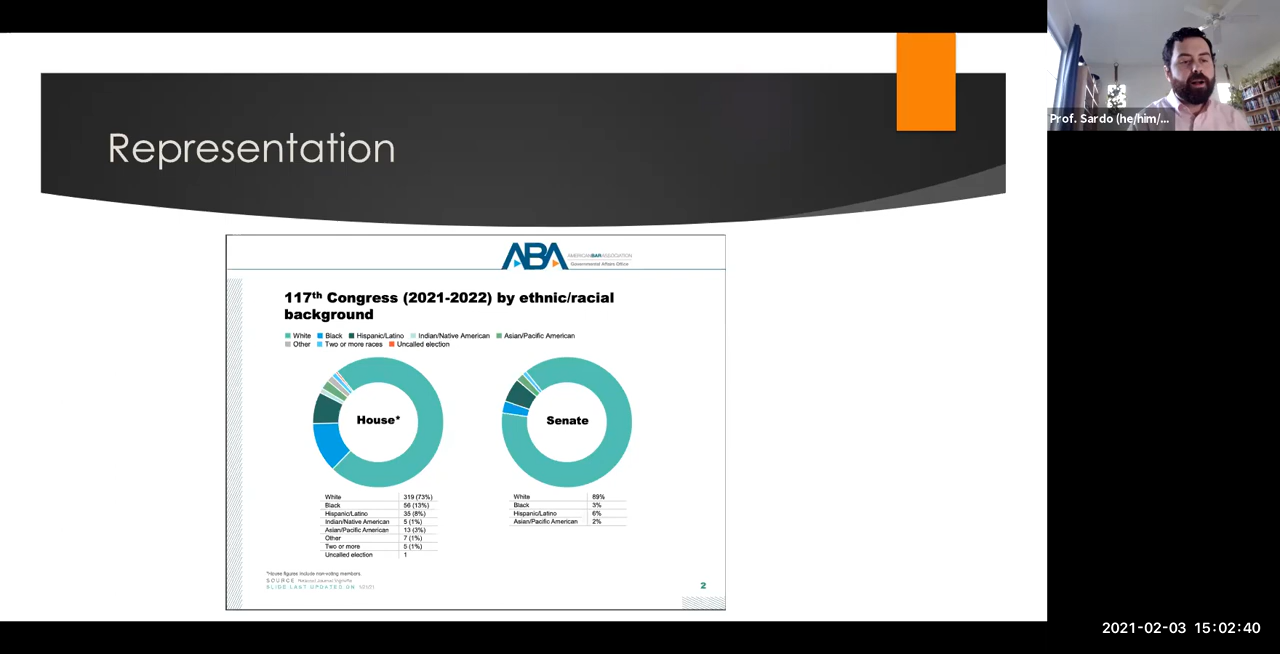 Representation
ABA AMERICANBARASSOCIATION
Governmental Affairs Office
117th Congress (2021-2022) by ethnic/racial
background
White Black Hispanic/Latino Indian/Native American Asian/Pacific American
Other Two or more races Uncalled election
House*
Senate
White 319 (73%)
Black 56 (13%)
Hispanic/Latino 35 (8%)
Indian/Native American 5 (1%)
Asian/Pacific American 13 (3%)
Other 7 (1%)
Two or more 5 (1%)
Uncalled election 1
White 89%
Black 3%
Hispanic/Latino 6%
Asian/Pacific American 2%
*House figures include non-voting members.
SOURCE
SLIDE LAST UPDATED ON
2
Prof. Sardo (he/him/...
2021-02-03 15:02:40